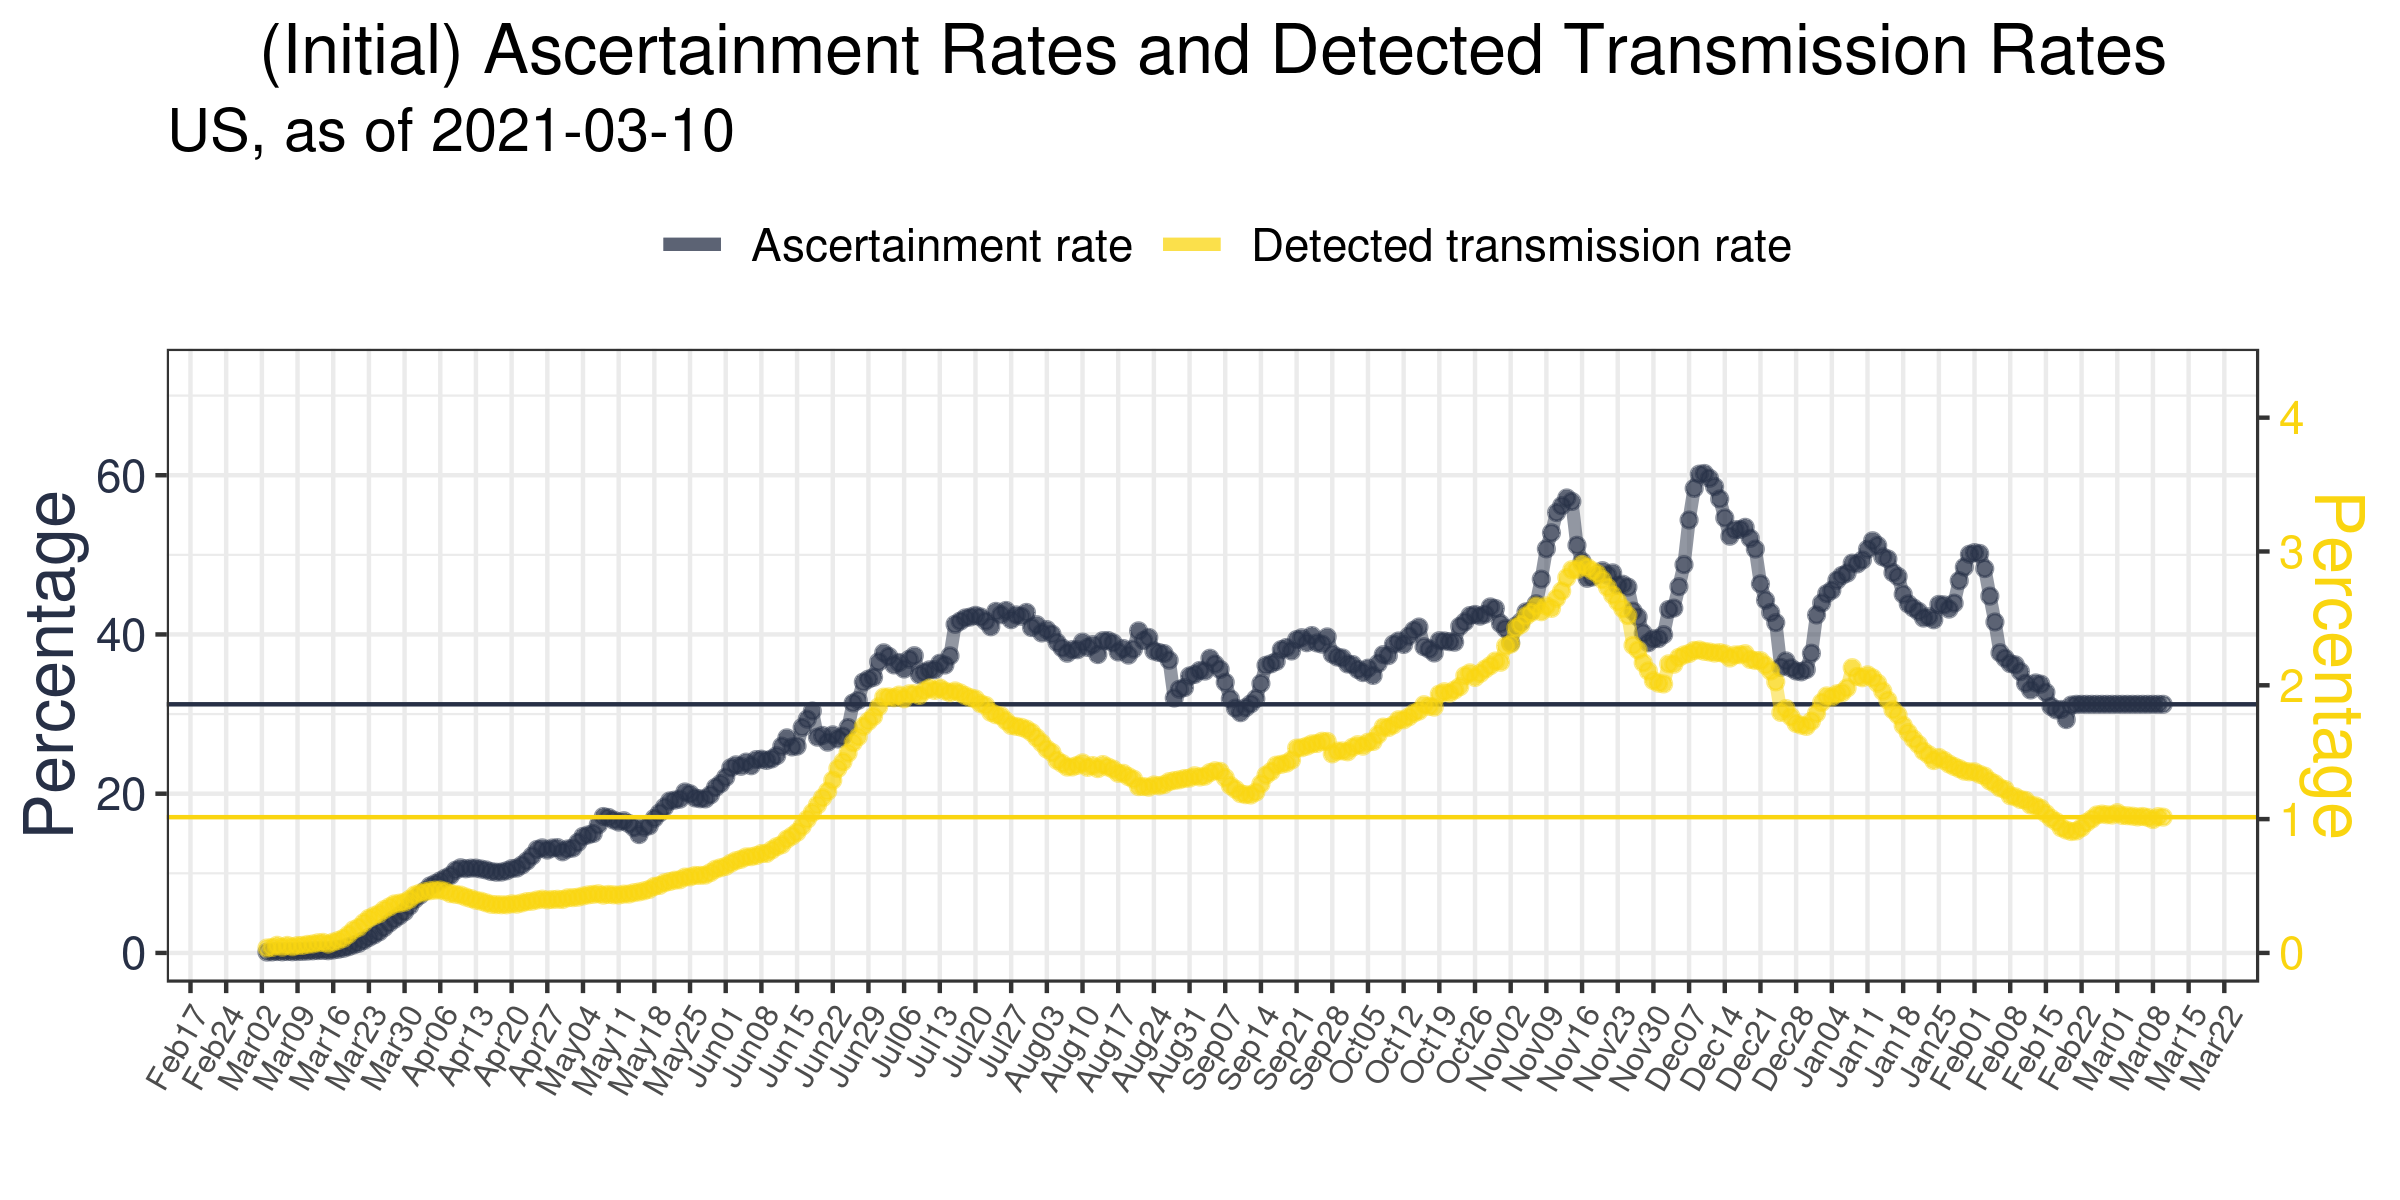 (Initial) Ascertainment Rates and Detected Transmission Rates
US, as of 2021-03-10
Ascertainment rate Detected transmission rate
Percentage
60
40
20
0
4
3
2
1
0
Percentage
Feb17 Feb24 Mar02 Mar09 Mar16 Mar23 Mar30 Apr06 Apr13 Apr20 Apr27 May04 May11 May18 May25 Jun01 Jun08 Jun15 Jun22 Jun29 Jul06 Jul13 Jul20 Jul27 Aug03 Aug10 Aug17 Aug24 Aug31 Sep07 Sep14 Sep21 Sep28 Oct05 Oct12 Oct19 Oct26 Nov02 Nov09 Nov16 Nov23 Nov30 Dec07 Dec14 Dec21 Dec28 Jan04 Jan11 Jan18 Jan25 Feb01 Feb08 Feb15 Feb22 Mar01 Mar08 Mar15 Mar22